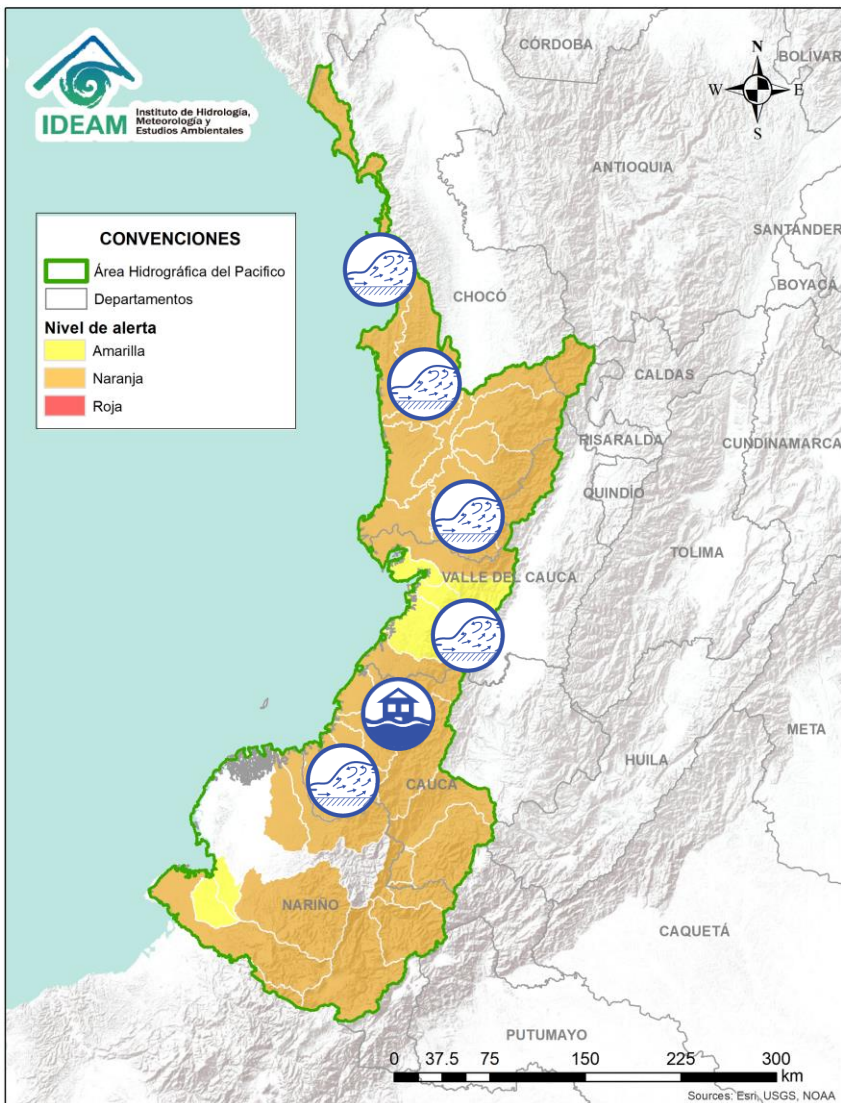 IDEAM
Instituto de Hidrología,
Meteorología y
Estudios Ambientales
CÓRDOBA
BOLÍVAR
N
W
E
S
ANTIOQUIA
SANTANDER
BOYACÁ
CONVENCIONES
Área Hidrográfica del Pacifico
Departamentos
Nivel de alerta
Amarilla
Naranja
Roja
CHOCÓ
CALDAS
RISARALDA
CUNDINAMARCA
QUINDÍO
TOLIMA
VALLE DEL CAUCA
META
HUILA
CAUCA
NARIÑO
CAQUETÁ
PUTUMAYO
0 37.5 75 150 225 300
km
Sources: Esri, USGS, NOAA